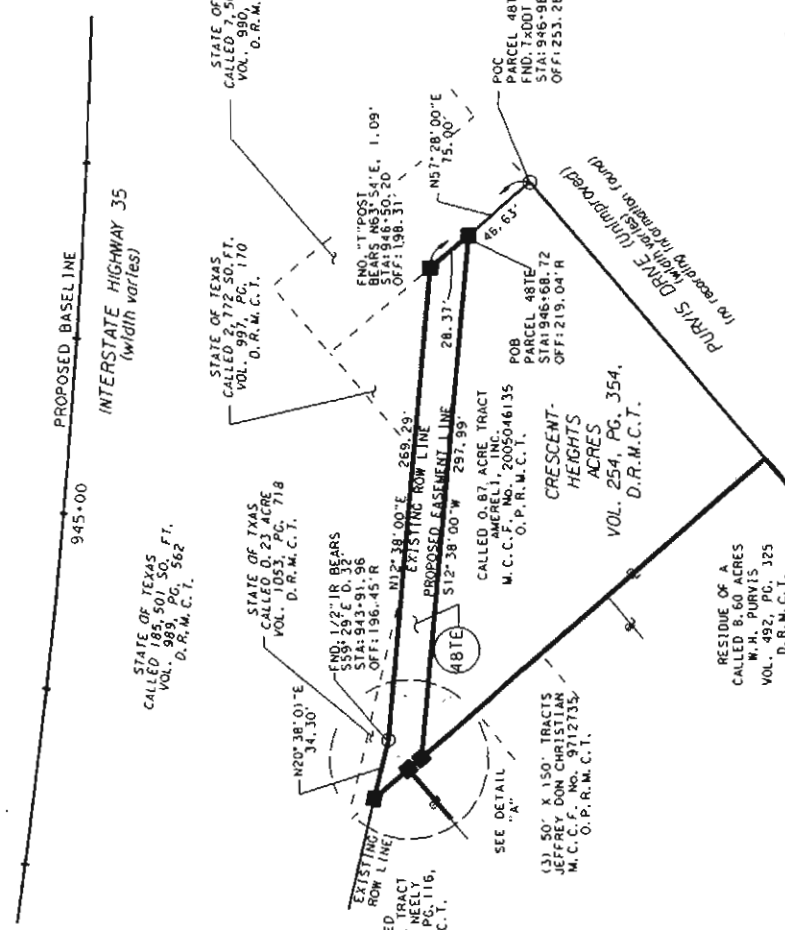 PROPOSED BASELINE
945+00
INTERSTATE HIGHWAY 35
(width varies)
STATE OF TEXAS
CALLED 185,501 SO. FT.
VOL. 989, PG. 562
D.R.M.C.T.
STATE OF TXAS
CALLED 0.23 ACRE
VOL. 1053, PG. 718
D.R.M.C.T.
STATE OF TEXAS
CALLED 2,772 SO.FT.
VOL. 997, PG. 170
D.R.M.C.T.
STATE OF
CALLED 7,
VOL. 990,
D.R.M.
FND. 1/2" IR BEARS
S59°29'E 0.32'
STA: 943+91.96
OFF: 196.45'R
FNO. "T"POST
BEARS N63°54'E, 1.09'
STA: 946+50.20
OFF: 198.31'
N57°28'00"E
75.00'
POC
PARCEL 48T
FND. TxDOT
STA: 946+9
OFF: 253.2
N20°38'01"E
34.30'
N12°38'00"E 269.29'
EXISTING ROW LINE
PROPOSED EASEMENT LINE
S12°38'00"W 297.99'
28.37'
46.63'
POB
PARCEL 48TE
STA: 946+68.72
OFF: 219.04'R
48TE
CALLED 0.87 ACRE TRACT
AMERELI, INC.
M.C.C.F. No. 2005046135
O.P.R.M.C.T.
CRESCENT-
HEIGHTS
ACRES
VOL. 254, PG. 354,
D.R.M.C.T.
PURVIS DRIVE (Unimproved)
(width varies)
(no recording information found)
EXISTING
ROW LINE
ED TRACT
NEELY
PG. 116,
C.T.
SEE DETAIL
"A"
(3) 50' X 150' TRACTS
JEFFREY DON CHRISTIAN
M.C.C.F. No. 9712735,
O.P.R.M.C.T.
RESIDUE OF A
CALLED 8.60 ACRES
W.H. PURVIS
VOL. 492, PG. 325
D.R.M.C.T.